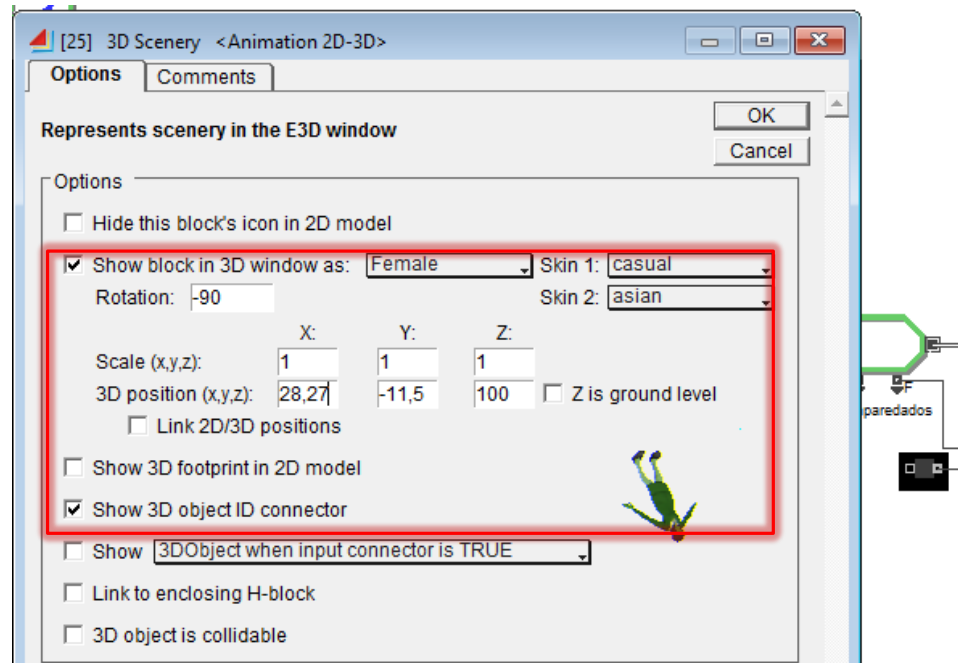 [25] 3D Scenery <Animation 2D-3D>
Options Comments
OK
Represents scenery in the E3D window
Cancel
Options
Hide this block's icon in 2D model
Show block in 3D window as: Female Skin 1: casual
Rotation: -90 Skin 2: asian
X: Y: Z:
Scale (x,y,z): 1 1 1
3D position (x,y,z): 28,27 -11,5 100 Z is ground level
Link 2D/3D positions
Show 3D footprint in 2D model
Show 3D object ID connector
Show 3DObject when input connector is TRUE
Link to enclosing H-block
3D object is collidable
F
paredados